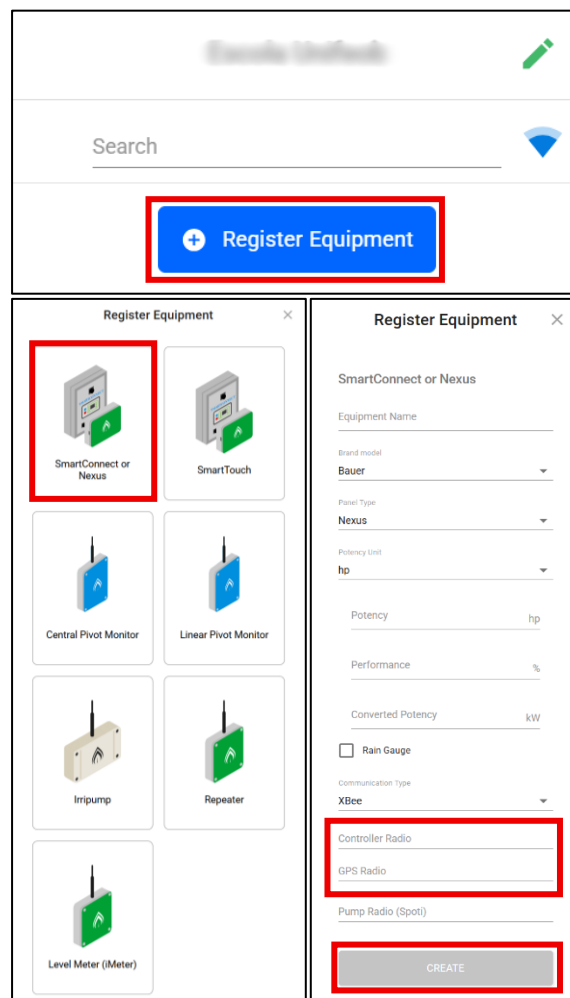 Search
Register Equipment
Register Equipment
SmartConnect or
Nexus
SmartTouch
Central Pivot Monitor
Linear Pivot Monitor
Irripump
Repeater
Level Meter (iMeter)
Register Equipment
SmartConnect or Nexus
Equipment Name
Brand model
Bauer
Panel Type
Nexus
Potency Unit
hp
Potency
hp
Performance
%
Converted Potency
kW
Rain Gauge
Communication Type
XBee
Controller Radio
GPS Radio
Pump Radio (Spoti)
CREATE